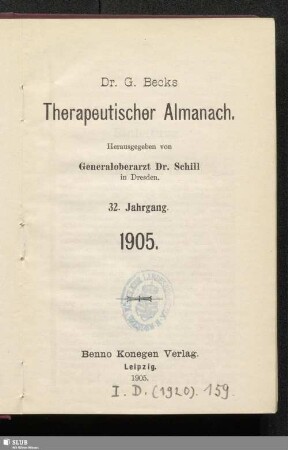 Dr. G. Becks
Therapeutischer Almanach.
Herausgegeben von
Generaloberarzt Dr. Schill
in Dresden.
32. Jahrgang.
1905.
Benno Konegen Verlag.
Leipzig.
1905.
I. D. (1920). 159.
SLUB